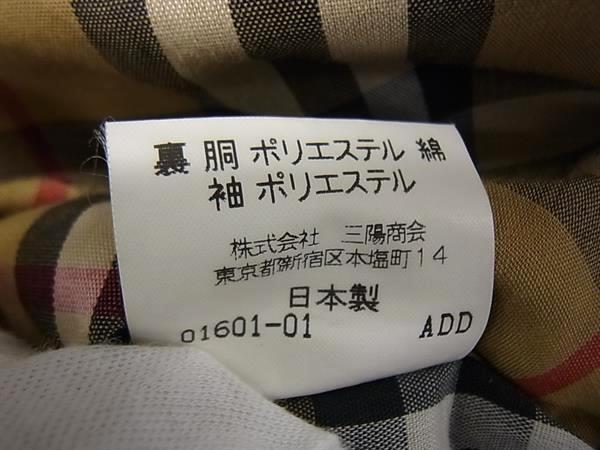 裏 胴 ポリエステル 綿
袖 ポリエステル
株式会社 三陽商会
東京都新宿区本塩町14
日本製
01601-01 ADD